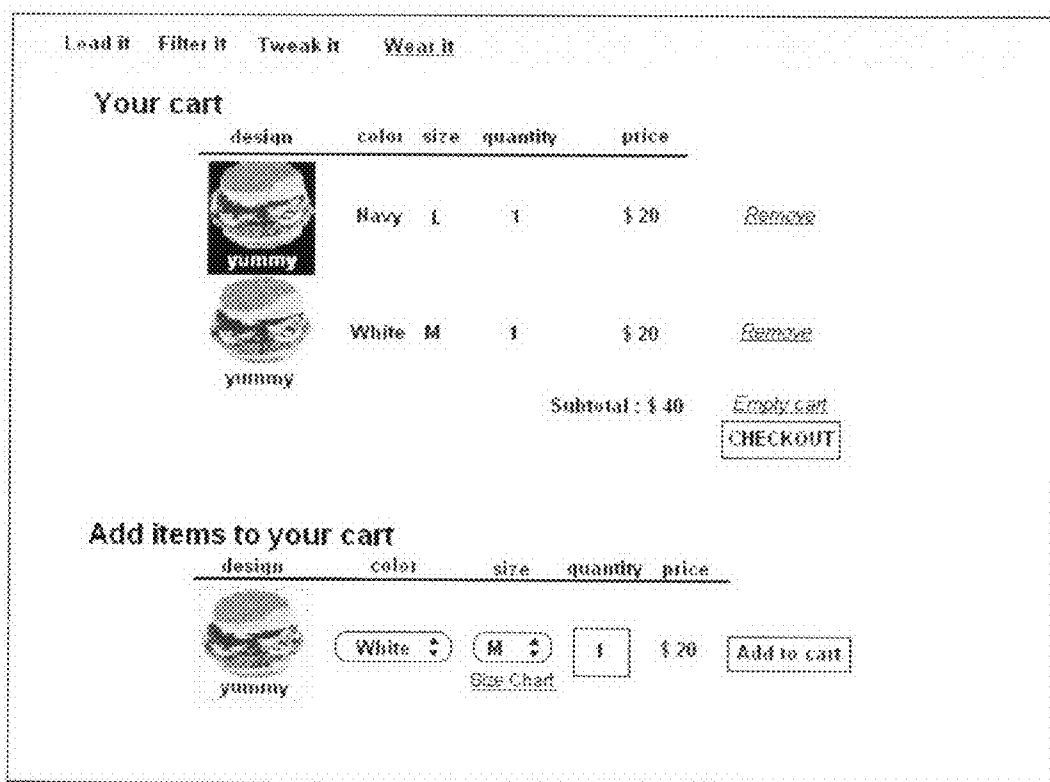 Load it Filter it Tweak it Wear it
Your cart
design color size quantity price
yummy
Navy L 1 $ 20 Remove
yummy
White M 1 $ 20 Remove
Subtotal : $ 40 Empty cart
CHECKOUT
Add items to your cart
design color size quantity price
White M 1 $ 20 Add to cart
Size Chart
yummy